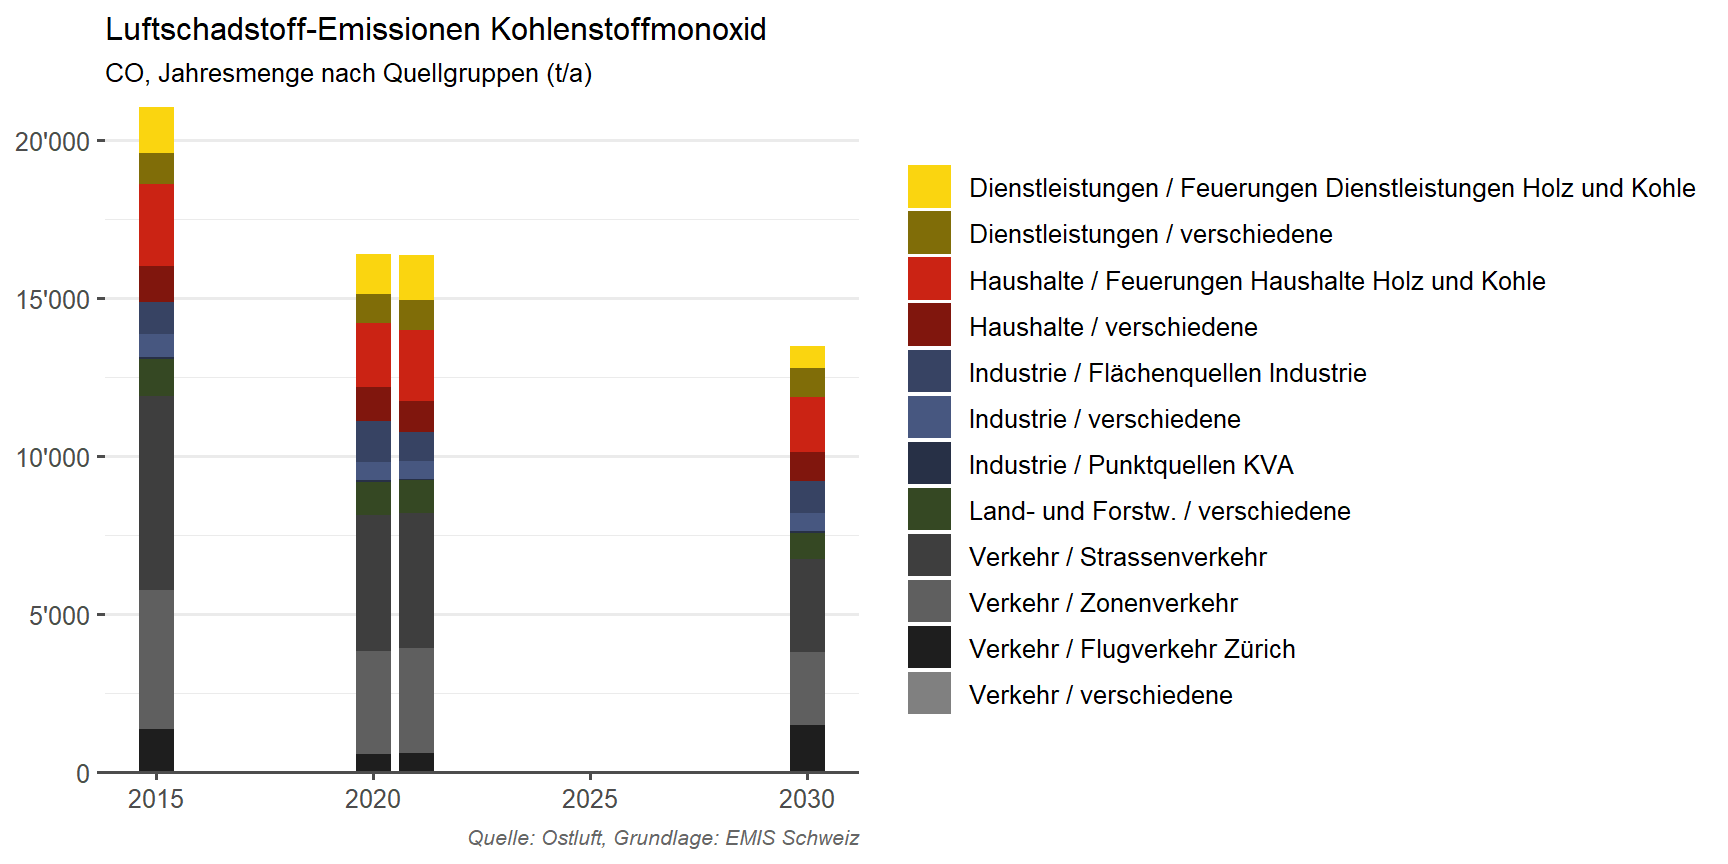 Luftschadstoff-Emissionen Kohlenstoffmonoxid
CO, Jahresmenge nach Quellgruppen (t/a)
20'000
15'000
10'000
5'000
0
2015
2020
2025
2030
Dienstleistungen / Feuerungen Dienstleistungen Holz und Kohle
Dienstleistungen / verschiedene
Haushalte / Feuerungen Haushalte Holz und Kohle
Haushalte / verschiedene
Industrie / Flächenquellen Industrie
Industrie / verschiedene
Industrie / Punktquellen KVA
Land- und Forstw. / verschiedene
Verkehr / Strassenverkehr
Verkehr / Zonenverkehr
Verkehr / Flugverkehr Zürich
Verkehr / verschiedene
Quelle: Ostluft, Grundlage: EMIS Schweiz